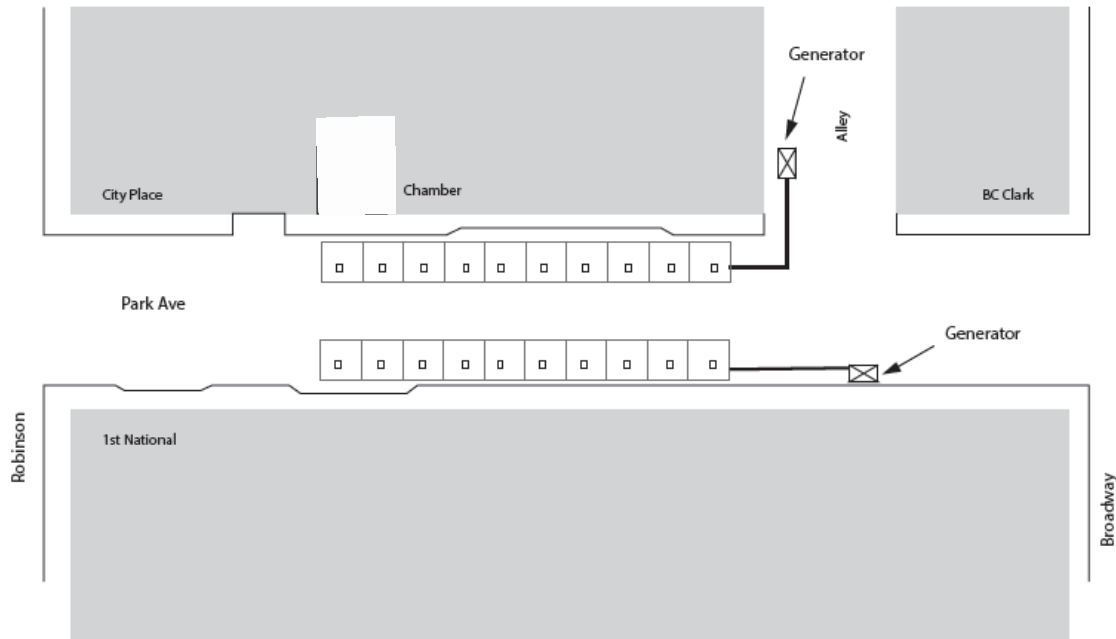 Generator
Alley
City Place
Chamber
BC Clark
Park Ave
Generator
1st National
Robinson
Broadway